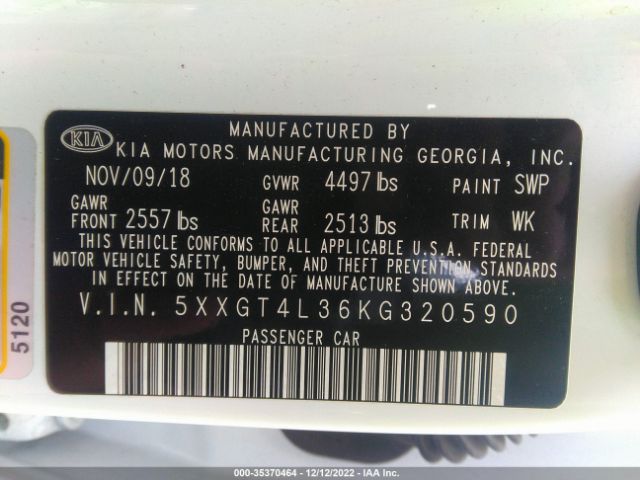 MANUFACTURED BY
KIA KIA MOTORS MANUFACTURING GEORGIA, INC.
NOV/09/18 GVWR 4497 lbs PAINT SWP
GAWR FRONT 2557 lbs GAWR REAR 2513 lbs TRIM WK
THIS VEHICLE CONFORMS TO ALL APPLICABLE U.S.A. FEDERAL
MOTOR VEHICLE SAFETY, BUMPER, AND THEFT PREVENTION STANDARDS
IN EFFECT ON THE DATE OF MANUFACTURE SHOWN ABOVE.
V.I.N. 5XXGT4L36KG320590
PASSENGER CAR
5120
000-35370464 - 12/12/2022 - IAA Inc.